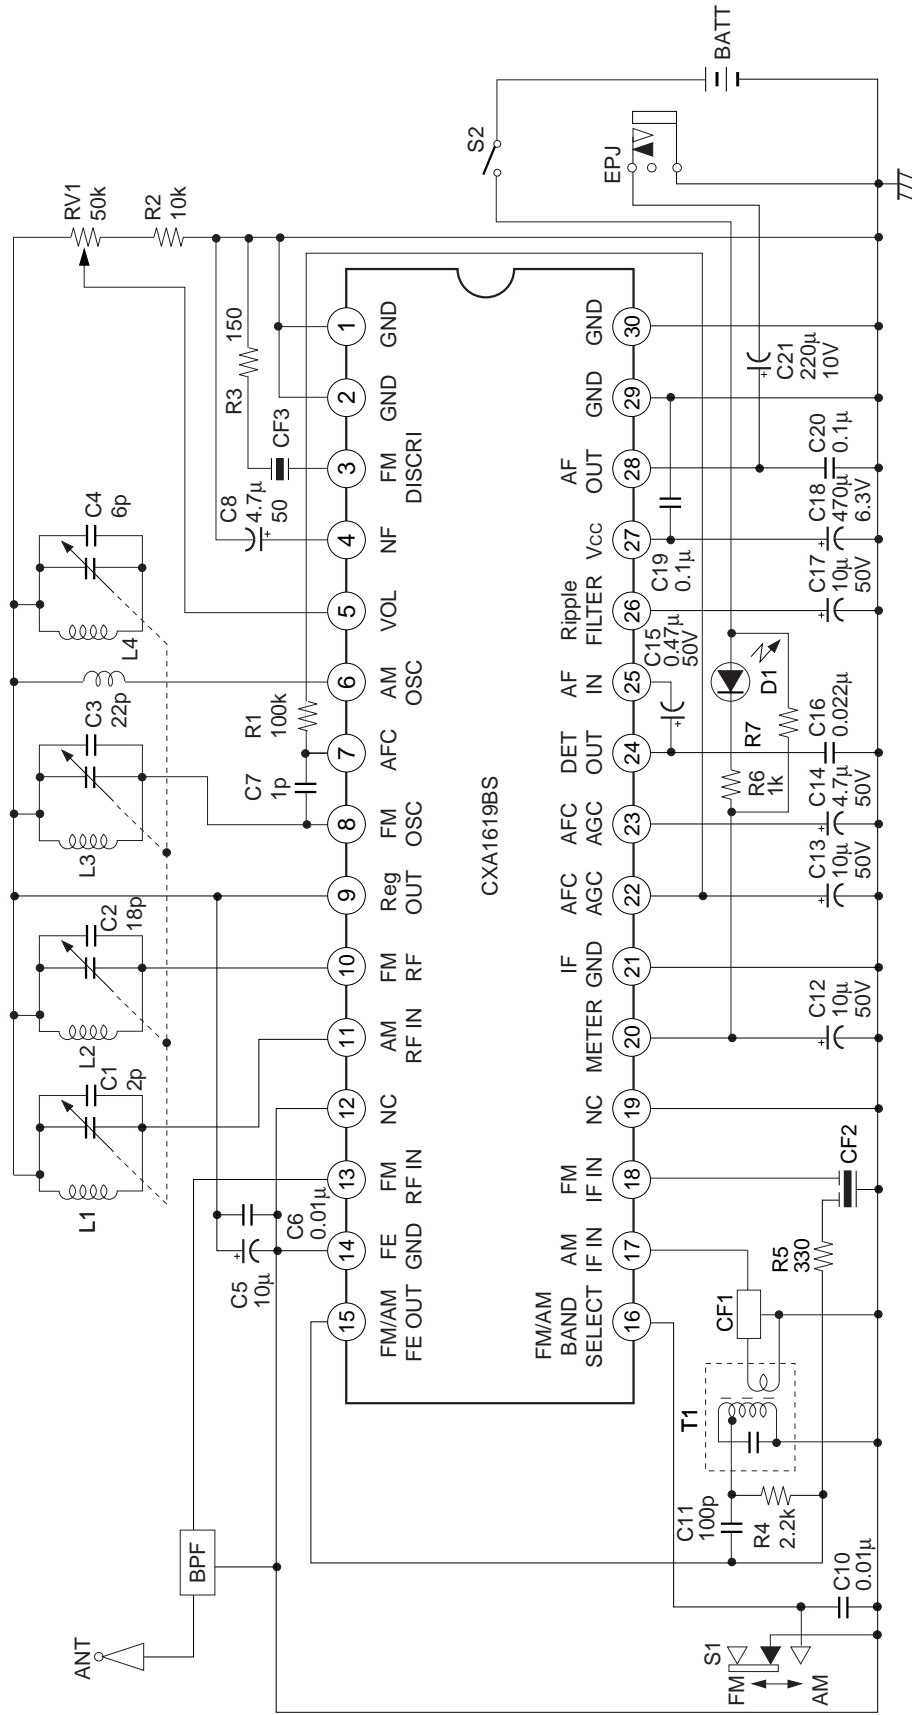 ANT
BPF
L1
C1
2p
L2
C2
18p
L3
C3
22p
L4
C4
6p
RV1
50k
R2
10k
C5
10μ
C6
0.01μ
C7
1p
R1
100k
C8
4.7μ
50
R3
150
CF3
15
14
13
12
11
10
9
8
7
6
5
4
3
2
1
FM/AM
FE OUT
FE
GND
FM
RF IN
NC
AM
RF IN
FM
RF
Reg
OUT
FM
OSC
AFC
AM
OSC
VOL
NF
FM
DISCRI
GND
GND
CXA1619BS
FM/AM
BAND
SELECT
AM
IF IN
FM
IF IN
NC
METER
IF
GND
AFC
AGC
AFC
AGC
DET
OUT
AF
IN
Ripple
FILTER
Vcc
AF
OUT
GND
GND
16
17
18
19
20
21
22
23
24
25
26
27
28
29
30
S1
FM
AM
C10
0.01μ
C11
100p
R4
2.2k
T1
CF1
R5
330
CF2
C12
10μ
50V
C13
10μ
50V
C14
4.7μ
50V
R6
1k
R7
D1
C16
0.022μ
C15
0.47μ
50V
C17
10μ
50V
C19
0.1μ
C18
470μ
6.3V
C20
0.1μ
C21
220μ
10V
S2
EPJ
BATT